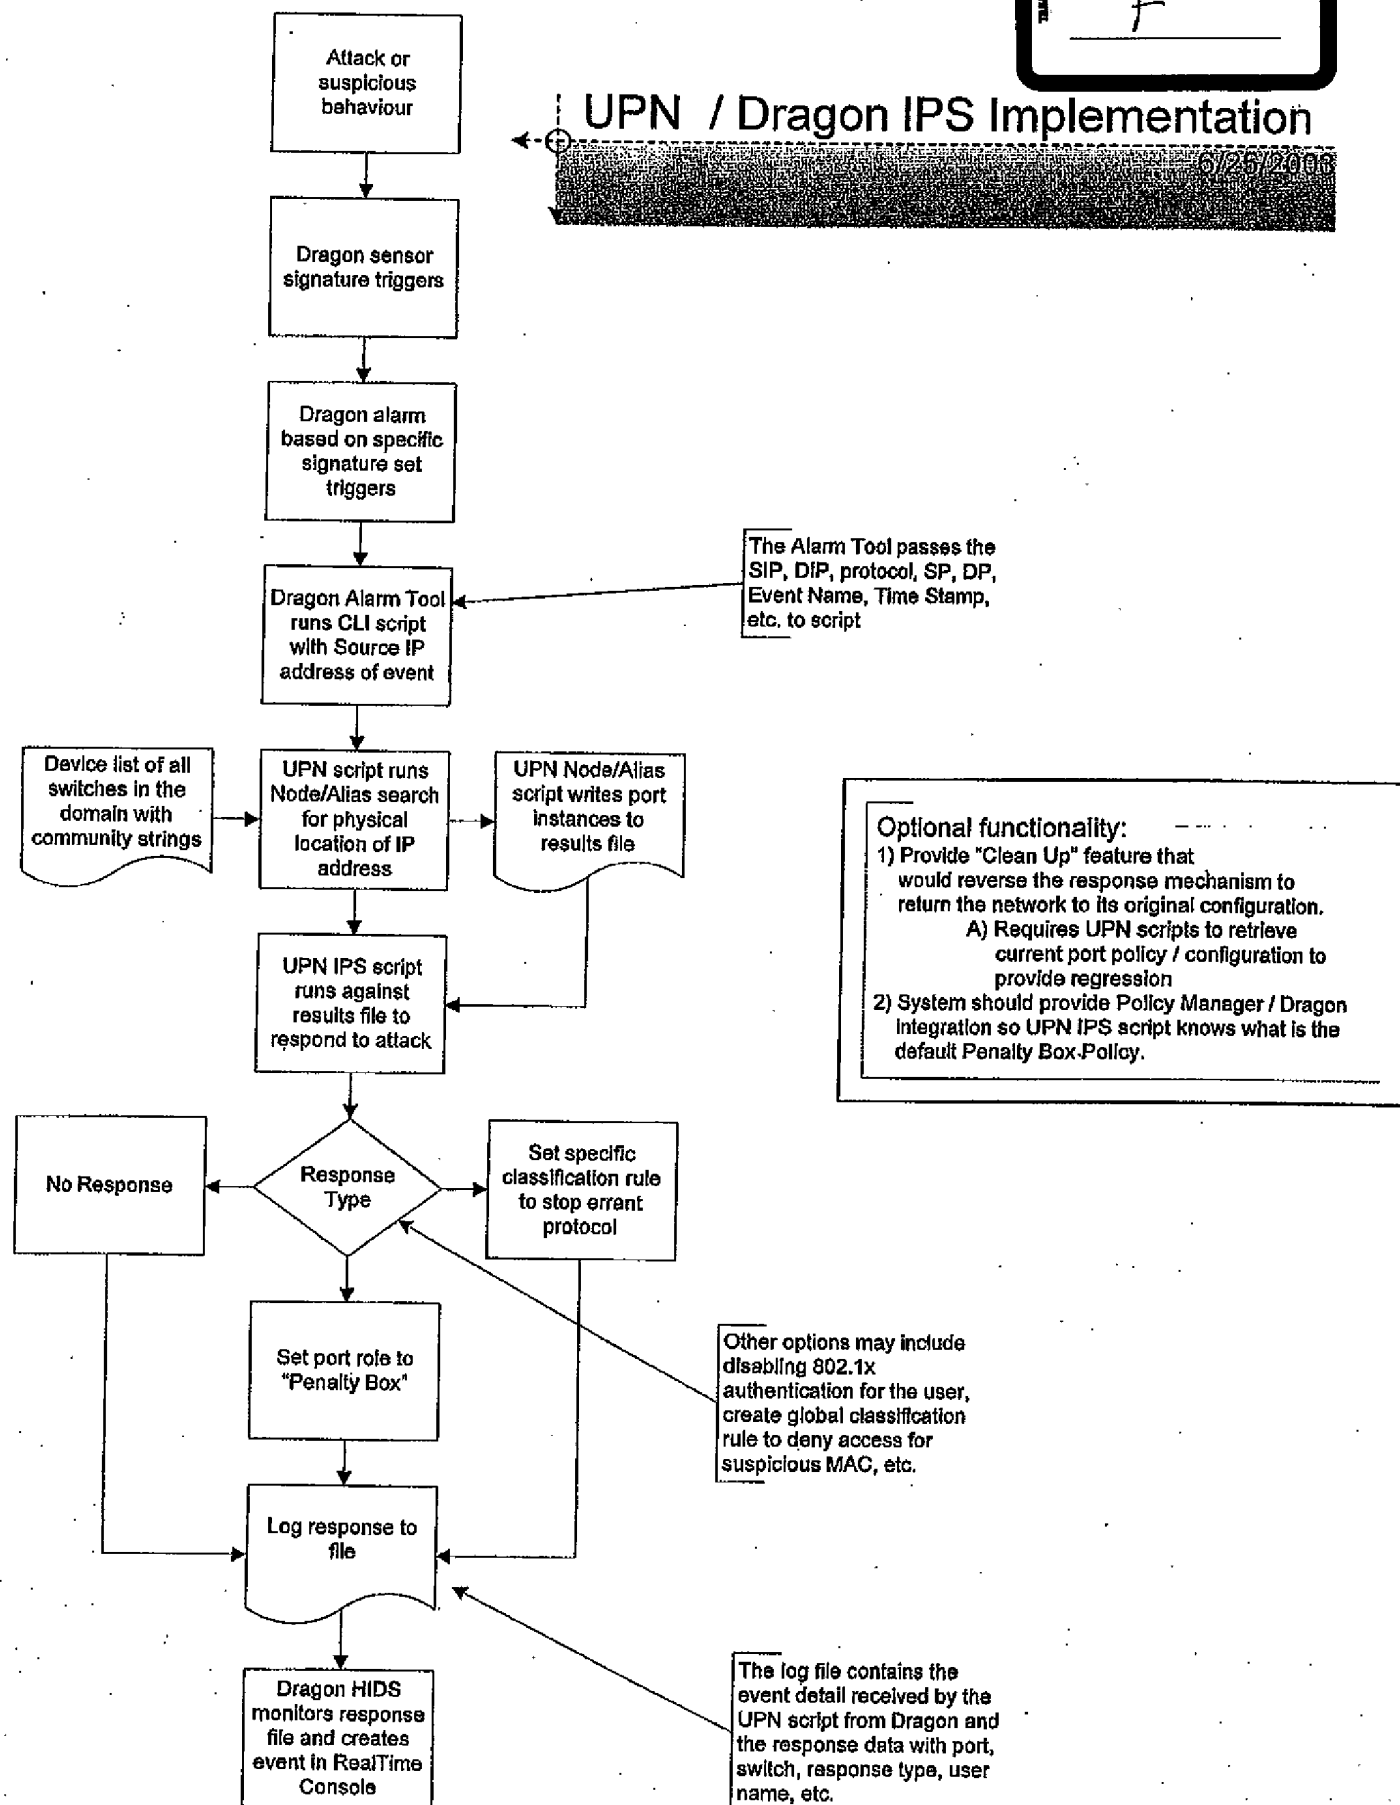 Attack or
suspicious
behaviour
UPN / Dragon IPS Implementation
Dragon sensor
signature triggers
Dragon alarm
based on specific
signature set
triggers
The Alarm Tool passes the
SIP, DIP, protocol, SP, DP,
Event Name, Time Stamp,
etc. to script
Dragon Alarm Tool
runs CLI script
with Source IP
address of event
Device list of all
switches in the
domain with
community strings
UPN script runs
Node/Alias search
for physical
location of IP
address
UPN Node/Alias
script writes port
instances to
results file
Optional functionality:
1) Provide "Clean Up" feature that
would reverse the response mechanism to
return the network to its original configuration.
A) Requires UPN scripts to retrieve
current port policy / configuration to
provide regression
2) System should provide Policy Manager / Dragon
integration so UPN IPS script knows what is the
default Penalty Box Policy.
UPN IPS script
runs against
results file to
respond to attack
No Response
Response
Type
Set specific
classification rule
to stop errant
protocol
Set port role to
"Penalty Box"
Other options may include
disabling 802.1x
authentication for the user,
create global classification
rule to deny access for
suspicious MAC, etc.
Log response to
file
Dragon HIDS
monitors response
file and creates
event in RealTime
Console
The log file contains the
event detail received by the
UPN script from Dragon and
the response data with port,
switch, response type, user
name, etc.